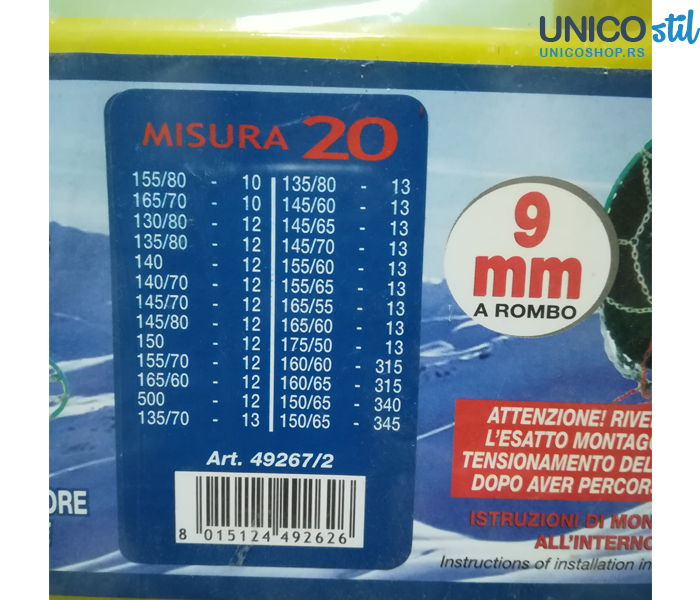 UNICO stil
UNICOSHOP.RS
MISURA 20
155/80 - 10
165/70 - 10
130/80 - 12
135/80 - 12
140 - 12
140/70 - 12
145/70 - 12
145/80 - 12
150 - 12
155/70 - 12
165/60 - 12
500 - 12
135/70 - 13
135/80 - 13
145/60 - 13
145/65 - 13
145/70 - 13
155/60 - 13
155/65 - 13
165/55 - 13
165/60 - 13
175/50 - 13
160/60 - 315
160/65 - 315
150/65 - 340
150/65 - 345
Art. 49267/2
8 015124 492626
9
mm
A ROMBO
ATTENZIONE! RIVE
L'ESATTO MONTAG
TENSIONAMENTO DEL
DOPO AVER PERCOR
ISTRUZIONI DI MON
ALL'INTERNO
Instructions of installation in
ORE